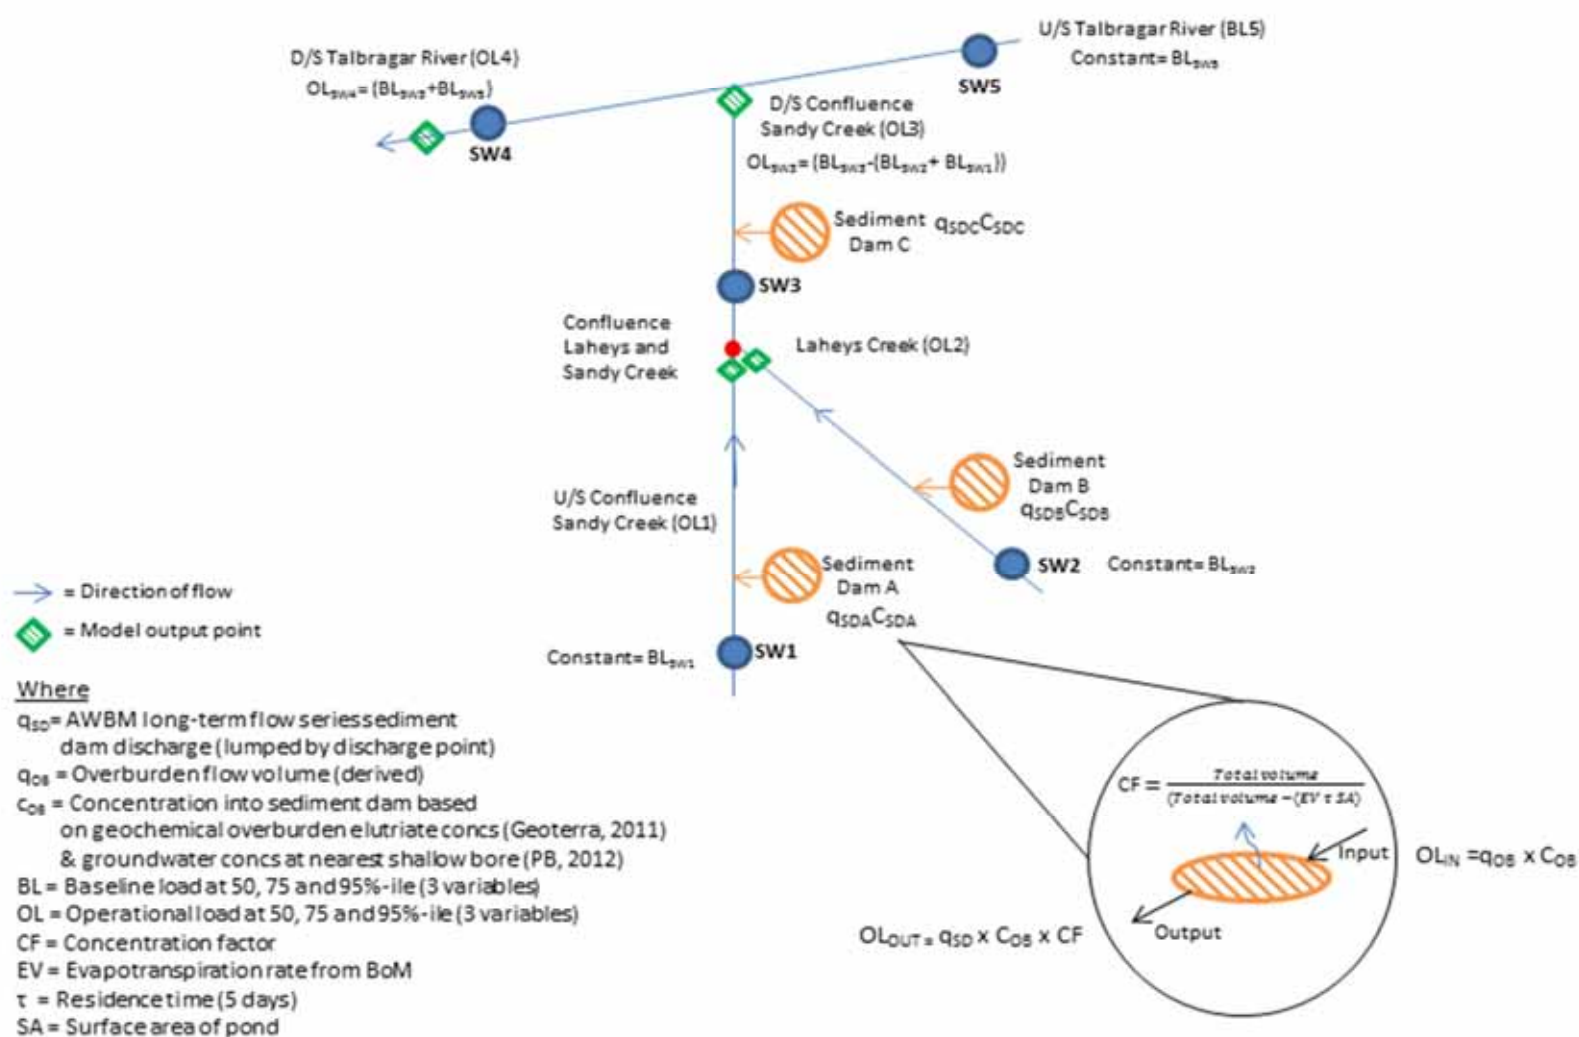 U/S Talbragar River (BL5)
Constant= BLSW5
SW5
D/S Talbragar River (OL4)
OLSW4= (BLSW3+BLSW5)
SW4
D/S Confluence
Sandy Creek (OL3)
OLSW3= (BLSW3-(BLSW2+ BLSW1))
Sediment qSDCCSDC
Dam C
SW3
Confluence
Laheys and
Sandy Creek
Laheys Creek (OL2)
Sediment
Dam B
qSDBCSDB
U/S Confluence
Sandy Creek (OL1)
SW2 Constant= BLSW2
Sediment
Dam A
qSDACSDA
SW1
Constant= BLSW1
= Direction of flow
= Model output point
Where
qSD= AWBM long-term flow series sediment
dam discharge (lumped by discharge point)
qOB = Overburden flow volume (derived)
cOB = Concentration into sediment dam based
on geochemical overburden elutriate concs (Geoterra, 2011)
& groundwater concs at nearest shallow bore (PB, 2012)
BL = Baseline load at 50, 75 and 95%-ile (3 variables)
OL = Operational load at 50, 75 and 95%-ile (3 variables)
CF = Concentration factor
EV = Evapotranspiration rate from BoM
τ = Residence time (5 days)
SA = Surface area of pond
CF = Total volume
(Total volume – (EV τ SA)
Input
OLIN =qOB x COB
Output
OLOUT = qSD x COB x CF